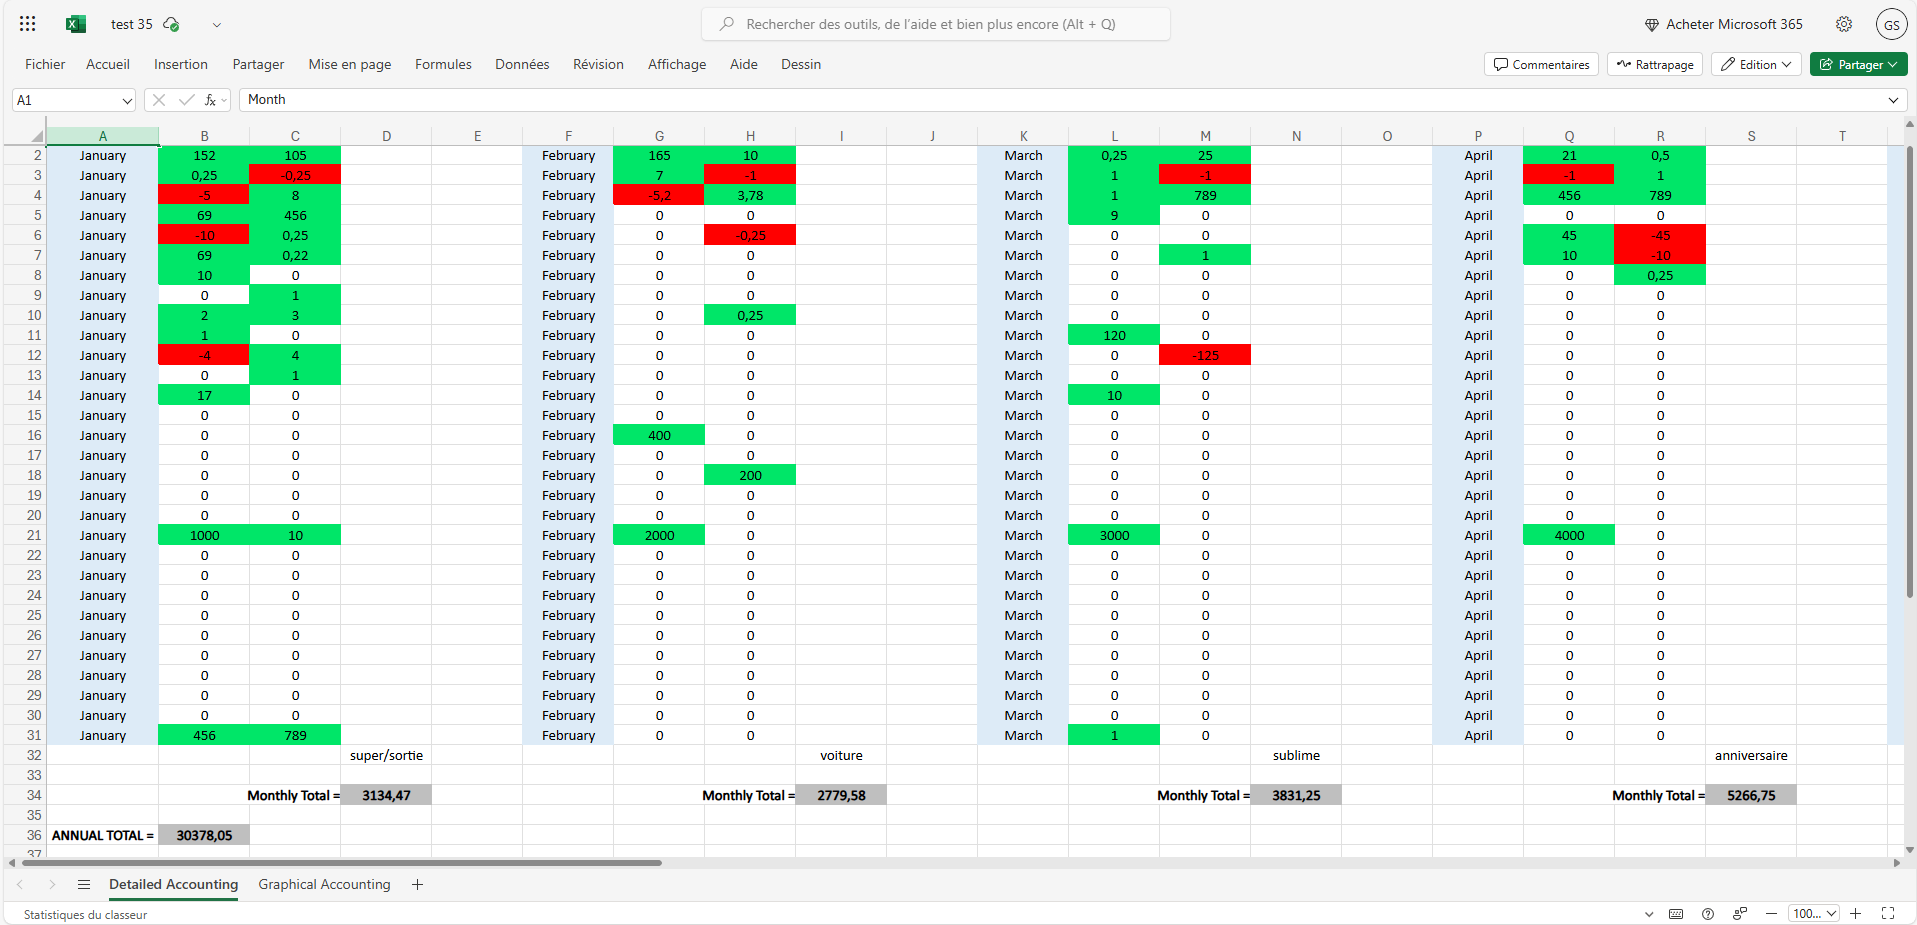 test 35
Rechercher des outils, de l'aide et bien plus encore (Alt + Q)
Acheter Microsoft 365
GS
Fichier Accueil Insertion Partager Mise en page Formules Données Révision Affichage Aide Dessin
Commentaires Rattrapage Edition Partager
A1 fx Month
A B C D E F G H I J K L M N O P Q R S T
2 January 152 105 February 165 10 March 0,25 25 April 21 0,5
3 January 0,25 -0,25 February 7 -1 March 1 -1 April -1 1
4 January -5 8 February -5,2 3,78 March 1 789 April 456 789
5 January 69 456 February 0 0 March 9 0 April 0 0
6 January -10 0,25 February 0 -0,25 March 0 0 April 45 -45
7 January 69 0,22 February 0 0 March 0 1 April 10 -10
8 January 10 0 February 0 0 March 0 0 April 0 0,25
9 January 0 1 February 0 0 March 0 0 April 0 0
10 January 2 3 February 0 0,25 March 0 0 April 0 0
11 January 1 0 February 0 0 March 120 0 April 0 0
12 January -4 4 February 0 0 March 0 -125 April 0 0
13 January 0 1 February 0 0 March 0 0 April 0 0
14 January 17 0 February 0 0 March 10 0 April 0 0
15 January 0 0 February 0 0 March 0 0 April 0 0
16 January 0 0 February 400 0 March 0 0 April 0 0
17 January 0 0 February 0 0 March 0 0 April 0 0
18 January 0 0 February 0 200 March 0 0 April 0 0
19 January 0 0 February 0 0 March 0 0 April 0 0
20 January 0 0 February 0 0 March 0 0 April 0 0
21 January 1000 10 February 2000 0 March 3000 0 April 4000 0
22 January 0 0 February 0 0 March 0 0 April 0 0
23 January 0 0 February 0 0 March 0 0 April 0 0
24 January 0 0 February 0 0 March 0 0 April 0 0
25 January 0 0 February 0 0 March 0 0 April 0 0
26 January 0 0 February 0 0 March 0 0 April 0 0
27 January 0 0 February 0 0 March 0 0 April 0 0
28 January 0 0 February 0 0 March 0 0 April 0 0
29 January 0 0 February 0 0 March 0 0 April 0 0
30 January 0 0 February 0 0 March 0 0 April 0 0
31 January 456 789 February 0 0 March 1 0 April 0 0
32 super/sortie voiture sublime anniversaire
33
34 Monthly Total = 3134,47 Monthly Total = 2779,58 Monthly Total = 3831,25 Monthly Total = 5266,75
35
36 ANNUAL TOTAL = 30378,05
37
Detailed Accounting Graphical Accounting
Statistiques du classeur 100...